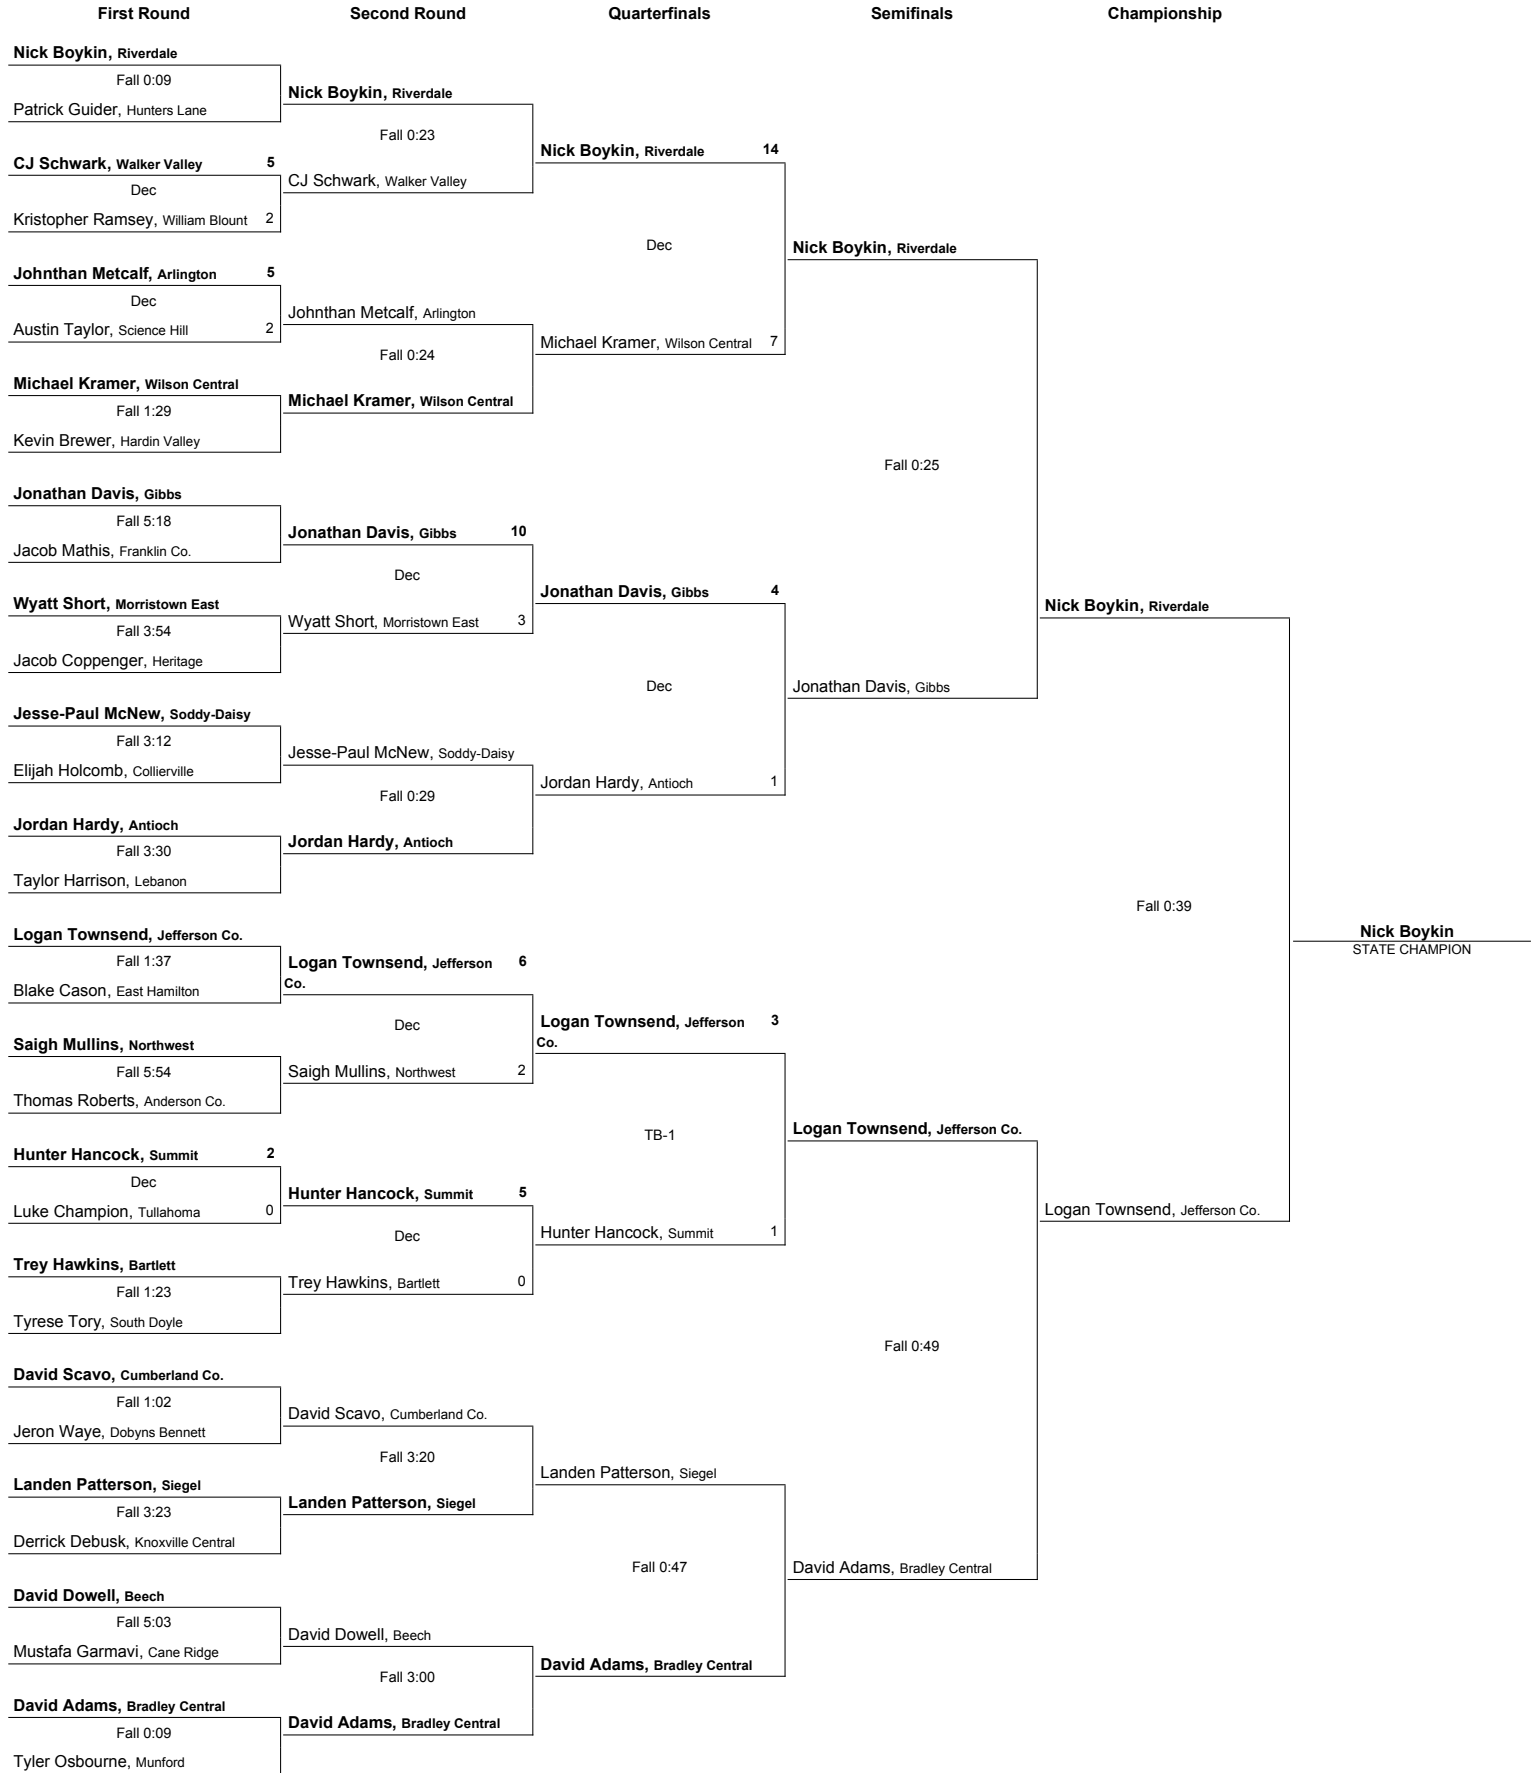 First Round
Second Round
Quarterfinals
Semifinals
Championship
Nick Boykin, Riverdale
Fall 0:09
Patrick Guider, Hunters Lane
CJ Schwark, Walker Valley 5
Dec
Kristopher Ramsey, William Blount 2
Johnthan Metcalf, Arlington 5
Dec
Austin Taylor, Science Hill 2
Michael Kramer, Wilson Central
Fall 1:29
Kevin Brewer, Hardin Valley
Jonathan Davis, Gibbs
Fall 5:18
Jacob Mathis, Franklin Co.
Wyatt Short, Morristown East
Fall 3:54
Jacob Coppenger, Heritage
Jesse-Paul McNew, Soddy-Daisy
Fall 3:12
Elijah Holcomb, Collierville
Jordan Hardy, Antioch
Fall 3:30
Taylor Harrison, Lebanon
Logan Townsend, Jefferson Co.
Fall 1:37
Blake Cason, East Hamilton
Saigh Mullins, Northwest
Fall 5:54
Thomas Roberts, Anderson Co.
Hunter Hancock, Summit 2
Dec
Luke Champion, Tullahoma 0
Trey Hawkins, Bartlett
Fall 1:23
Tyrese Tory, South Doyle
David Scavo, Cumberland Co.
Fall 1:02
Jeron Waye, Dobyns Bennett
Landen Patterson, Siegel
Fall 3:23
Derrick Debusk, Knoxville Central
David Dowell, Beech
Fall 5:03
Mustafa Garmavi, Cane Ridge
David Adams, Bradley Central
Fall 0:09
Tyler Osbourne, Munford
Nick Boykin, Riverdale
Fall 0:23
CJ Schwark, Walker Valley
Johnthan Metcalf, Arlington
Fall 0:24
Michael Kramer, Wilson Central
Jonathan Davis, Gibbs 10
Dec
Wyatt Short, Morristown East 3
Jesse-Paul McNew, Soddy-Daisy
Fall 0:29
Jordan Hardy, Antioch
Logan Townsend, Jefferson 6
Co.
Dec
Saigh Mullins, Northwest 2
Hunter Hancock, Summit 5
Dec
Trey Hawkins, Bartlett 0
David Scavo, Cumberland Co.
Fall 3:20
Landen Patterson, Siegel
David Dowell, Beech
Fall 3:00
David Adams, Bradley Central
Nick Boykin, Riverdale 14
Dec
Michael Kramer, Wilson Central 7
Jonathan Davis, Gibbs 4
Dec
Jordan Hardy, Antioch 1
Logan Townsend, Jefferson 3
Co.
TB-1
Hunter Hancock, Summit 1
Landen Patterson, Siegel
Fall 0:47
David Adams, Bradley Central
Nick Boykin, Riverdale
Fall 0:25
Jonathan Davis, Gibbs
Logan Townsend, Jefferson Co.
Fall 0:49
David Adams, Bradley Central
Nick Boykin, Riverdale
Fall 0:39
Logan Townsend, Jefferson Co.
Nick Boykin
STATE CHAMPION